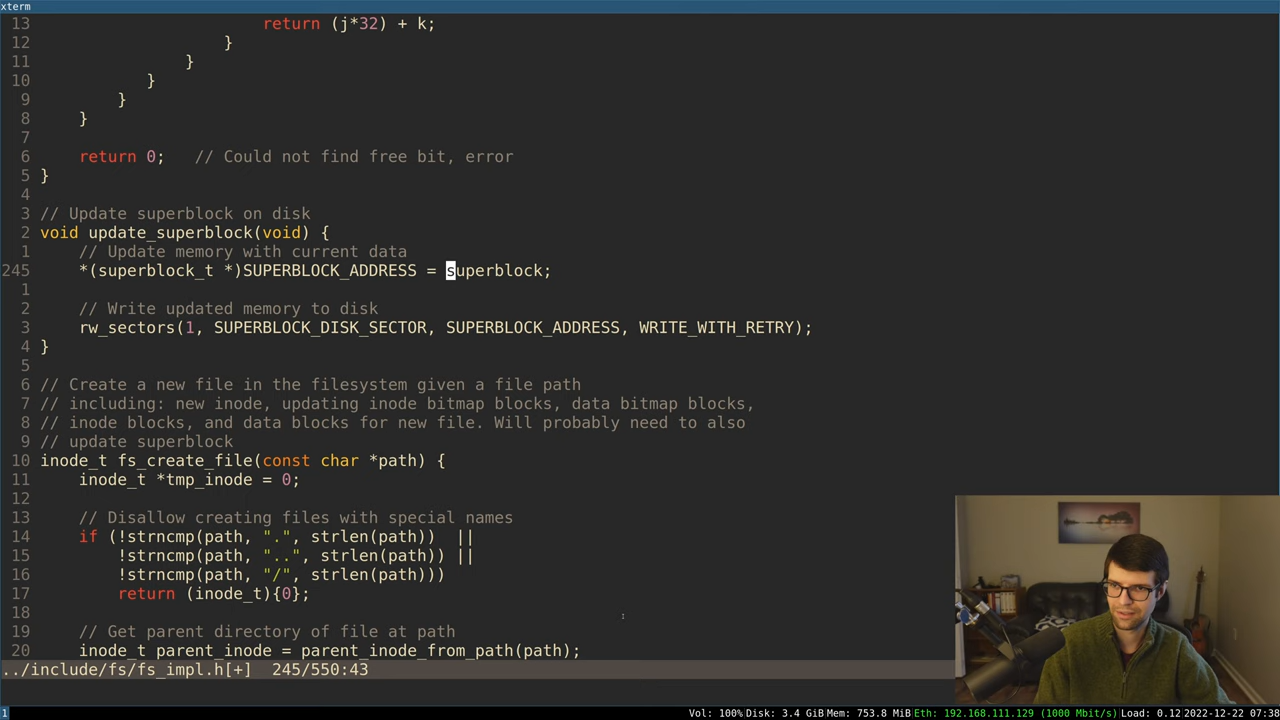 xterm
13                         return (j*32) + k;
12                     }
11                 }
10             }
9          }
8      }
7
6      return 0;   // Could not find free bit, error
5  }
4
3  // Update superblock on disk
2  void update_superblock(void) {
1      // Update memory with current data
245    *(superblock_t *)SUPERBLOCK_ADDRESS = superblock;
1
2      // Write updated memory to disk
3      rw_sectors(1, SUPERBLOCK_DISK_SECTOR, SUPERBLOCK_ADDRESS, WRITE_WITH_RETRY);
4  }
5
6  // Create a new file in the filesystem given a file path
7  // including: new inode, updating inode bitmap blocks, data bitmap blocks,
8  // inode blocks, and data blocks for new file. Will probably need to also
9  // update superblock
10 inode_t fs_create_file(const char *path) {
11     inode_t *tmp_inode = 0;
12
13     // Disallow creating files with special names
14     if (!strncmp(path, ".", strlen(path))  ||
15         !strncmp(path, "..", strlen(path)) ||
16         !strncmp(path, "/", strlen(path)))
17         return (inode_t){0};
18
19     // Get parent directory of file at path
20     inode_t parent_inode = parent_inode_from_path(path);
../include/fs/fs_impl.h[+]  245/550:43
1 Vol: 100% Disk: 3.4 GiB Mem: 753.8 MiB Eth: 192.168.111.129 (1000 Mbit/s) Load: 0.12 2022-12-22 07:38